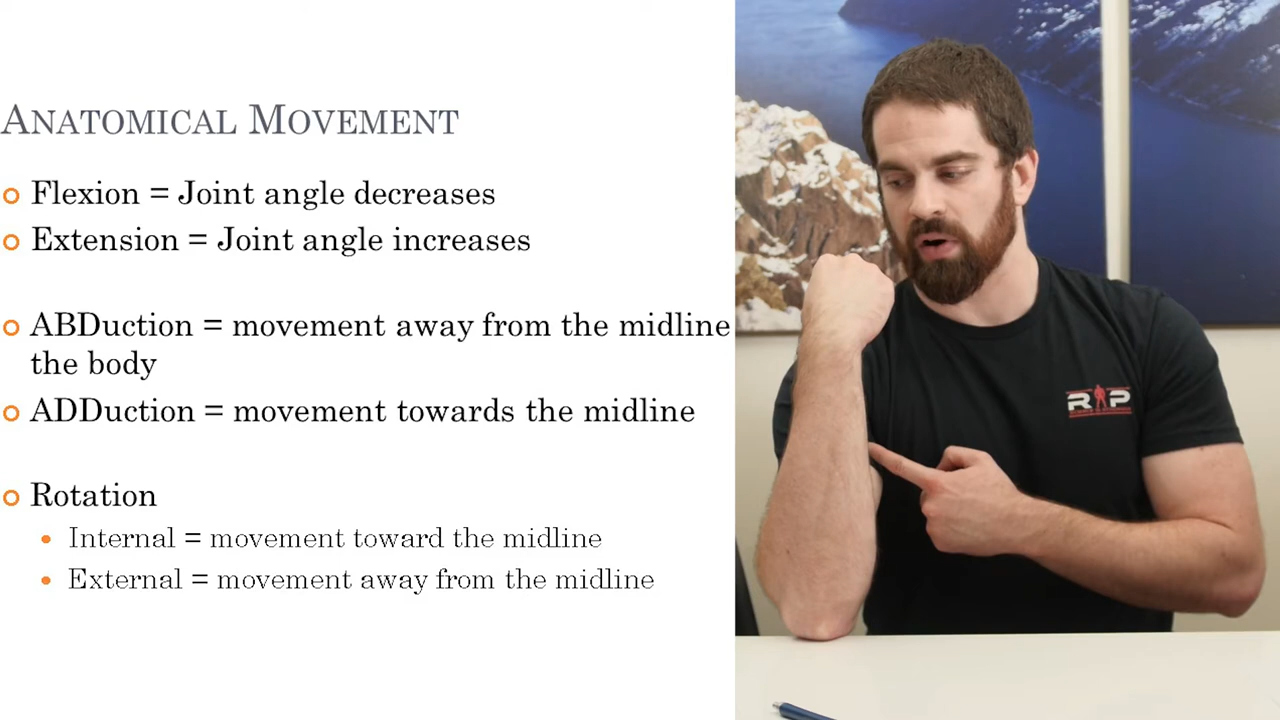 Anatomical Movement
Flexion = Joint angle decreases
Extension = Joint angle increases
ABDuction = movement away from the midline
the body
ADDuction = movement towards the midline
Rotation
Internal = movement toward the midline
External = movement away from the midline
RP